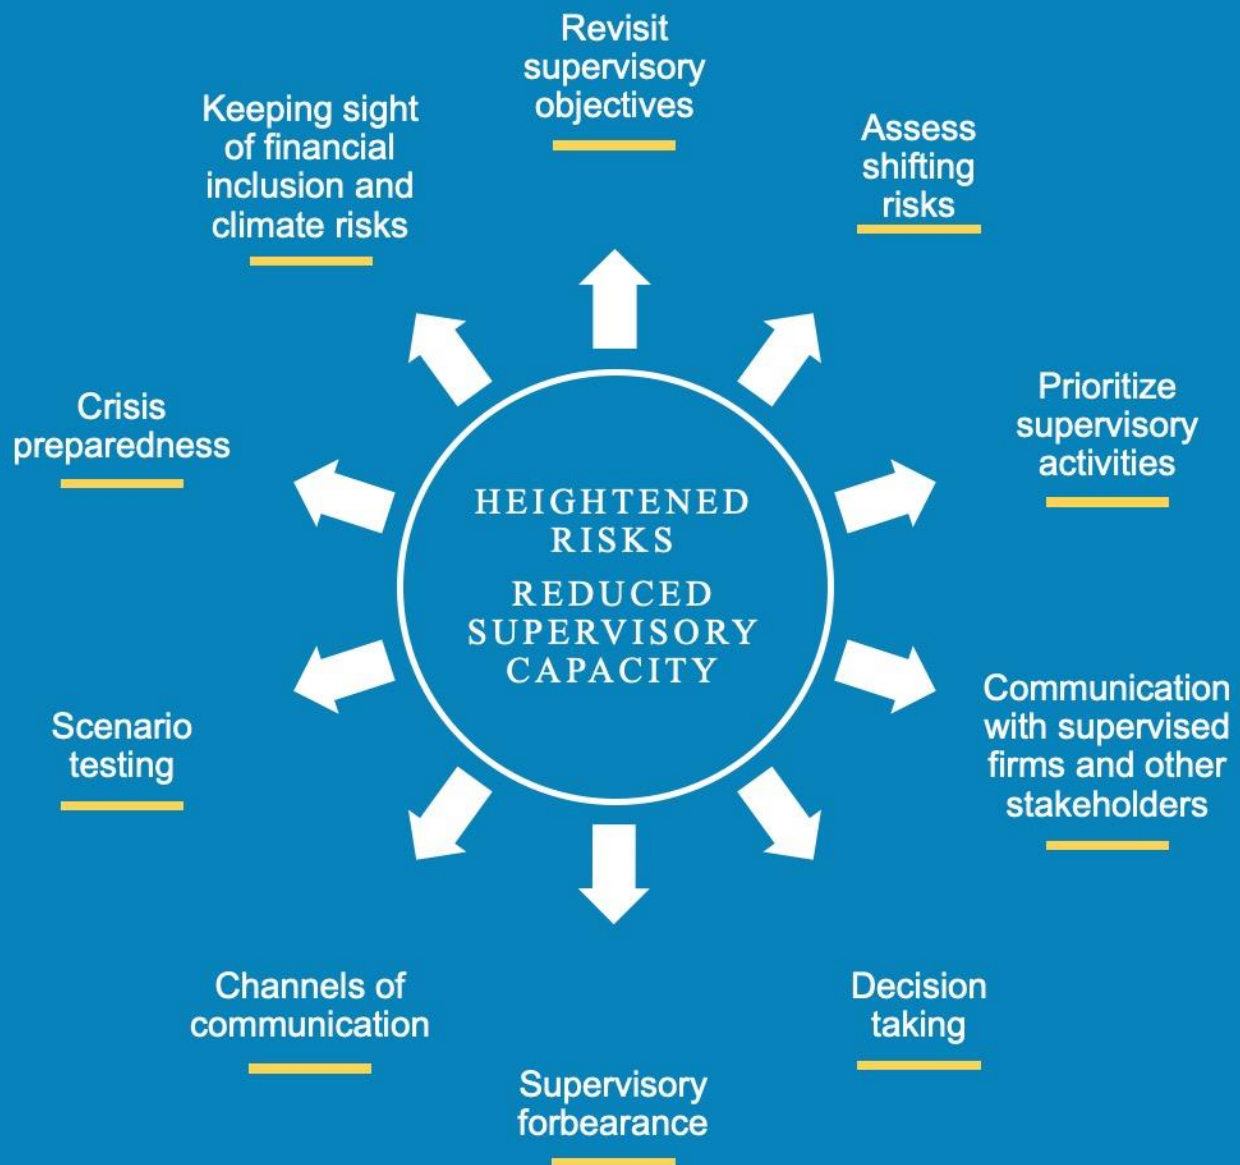 Revisit
supervisory
objectives
Assess
shifting
risks
Prioritize
supervisory
activities
Communication
with supervised
firms and other
stakeholders
Decision
taking
Supervisory
forbearance
Channels of
communication
Scenario
testing
Crisis
preparedness
Keeping sight
of financial
inclusion and
climate risks
HEIGHTENED
RISKS
REDUCED
SUPERVISORY
CAPACITY